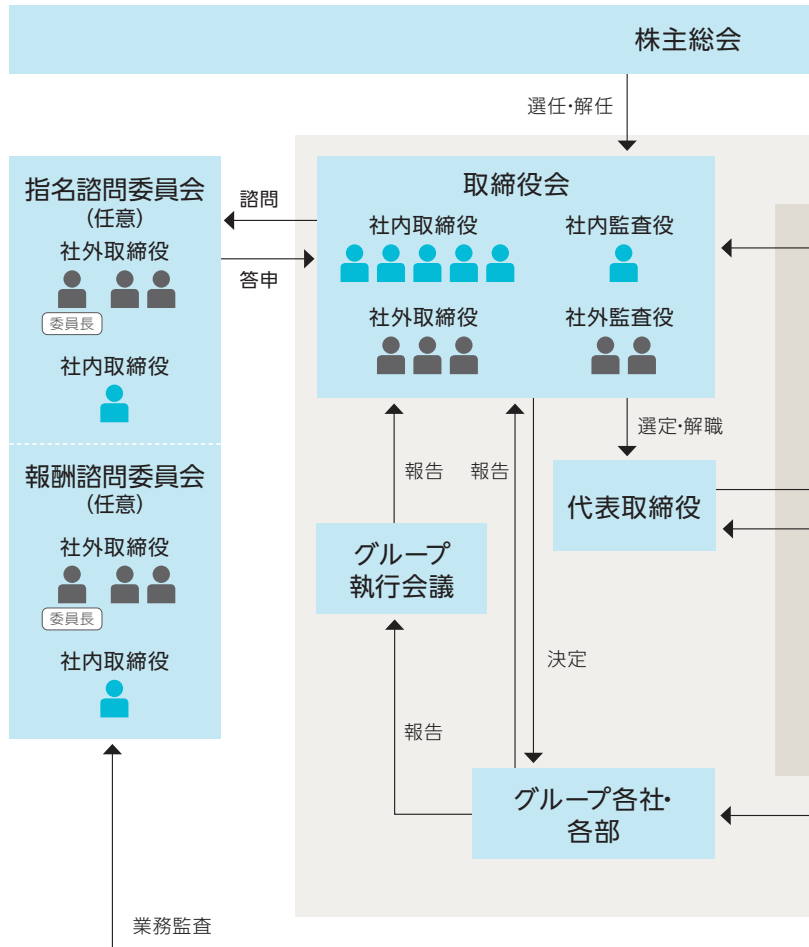 株主総会
選任・解任
指名諮問委員会
(任意)
社外取締役
委員長
社内取締役
報酬諮問委員会
(任意)
社外取締役
委員長
社内取締役
諮問
答申
取締役会
社内取締役
社内監査役
社外取締役
社外監査役
報告
報告
選定・解職
代表取締役
グループ
執行会議
決定
報告
グループ各社・
各部
業務監査